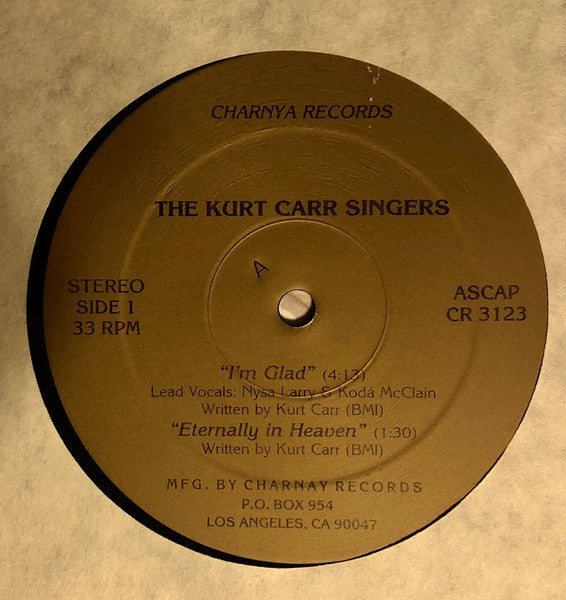 CHARNYA RECORDS
THE KURT CARR SINGERS
A
STEREO
SIDE 1
33 RPM
ASCAP
CR 3123
"I'm Glad" (4:13)
Lead Vocals: Nysa Larry & Koda McClain
Written by Kurt Carr (BMI)
"Eternally in Heaven" (1:30)
Written by Kurt Carr (BMI)
MFG. BY CHARNAY RECORDS
P.O. BOX 954
LOS ANGELES, CA 90047